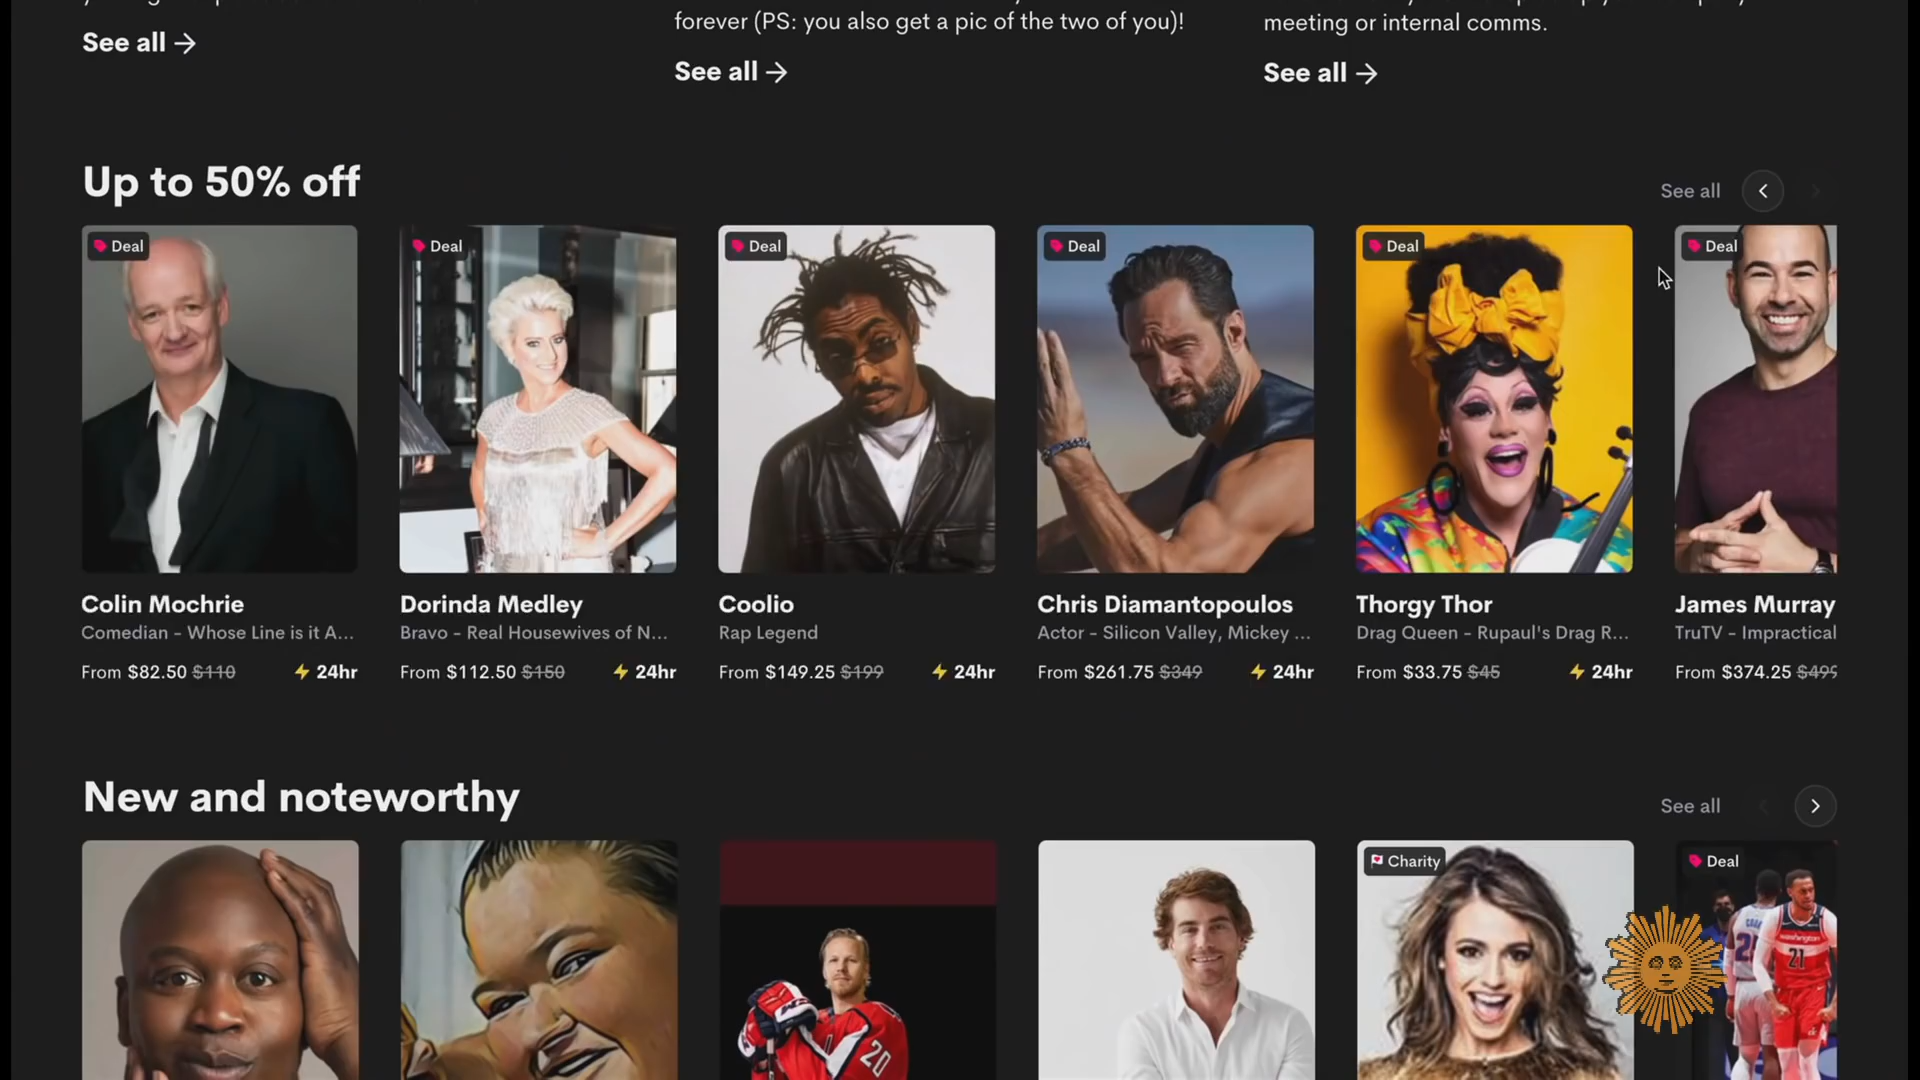 forever (PS: you also get a pic of the two of you)!
meeting or internal comms.
See all
See all
See all
Up to 50% off
See all
Deal
Deal
Deal
Deal
Deal
Deal
Colin Mochrie
Dorinda Medley
Coolio
Chris Diamantopoulos
Thorgy Thor
James Murray
Comedian - Whose Line is it A...
Bravo - Real Housewives of N...
Rap Legend
Actor - Silicon Valley, Mickey ...
Drag Queen - Rupaul's Drag R...
TruTV - Impractical
From $82.50 $110
24hr
From $112.50 $150
24hr
From $149.25 $199
24hr
From $261.75 $349
24hr
From $33.75 $45
24hr
From $374.25 $499
New and noteworthy
See all
Charity
Deal
20
Washington
21